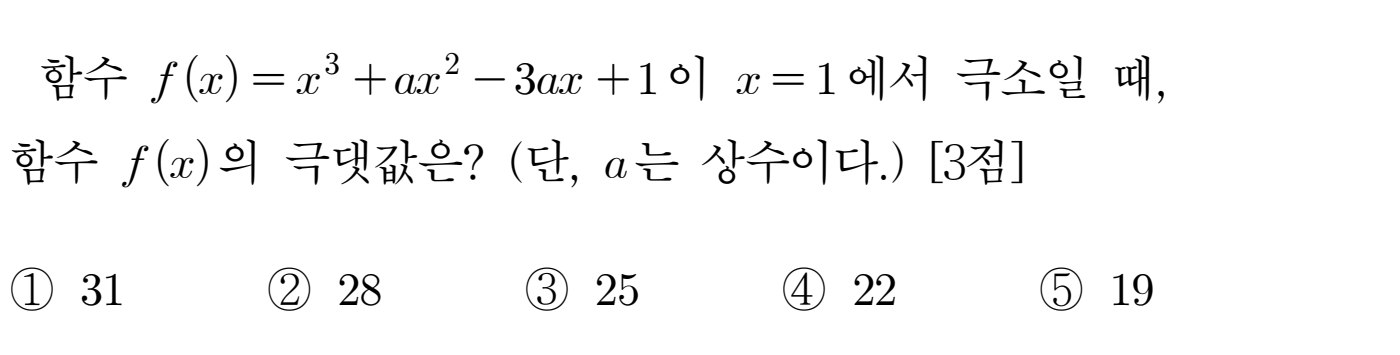 함수 f(x)=x³+ax²-3ax+1이 x=1에서 극소일 때,
함수 f(x)의 극댓값은? (단, a는 상수이다.) [3점]
① 31 ② 28 ③ 25 ④ 22 ⑤ 19